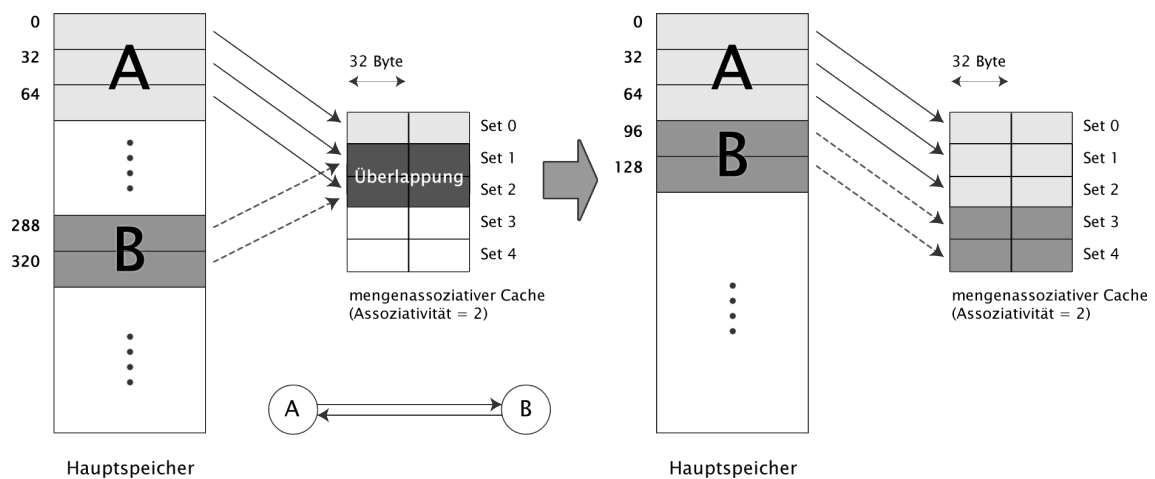 0
32
64
A
288
320
B
Hauptspeicher
32 Byte
Überlappung
Set 0
Set 1
Set 2
Set 3
Set 4
mengenassoziativer Cache
(Assoziativität = 2)
A
B
0
32
64
96
128
A
B
Hauptspeicher
32 Byte
Set 0
Set 1
Set 2
Set 3
Set 4
mengenassoziativer Cache
(Assoziativität = 2)